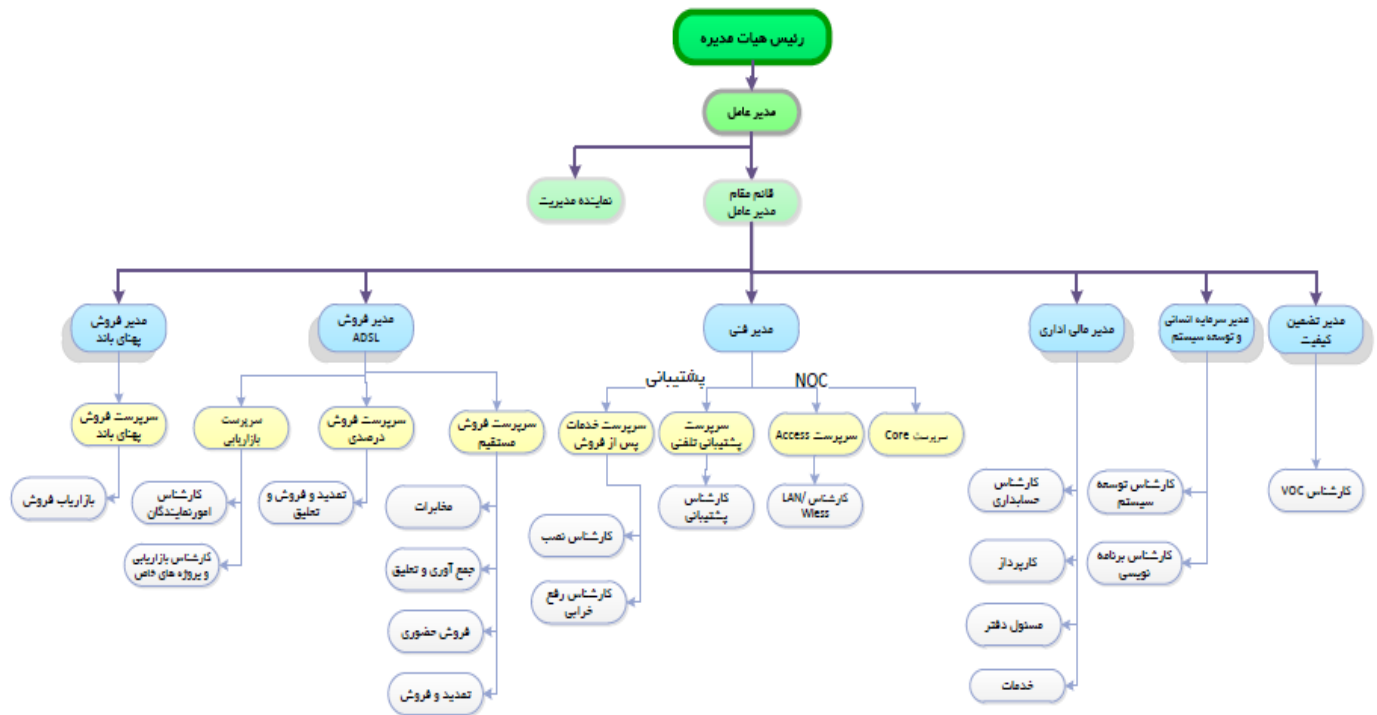 رئیس هیات مدیره
مدیر عامل
نماینده مدیریت
قائم مقام
مدیر عامل
مدیر تضمین
کیفیت
مدیر سرمایه انسانی
و توسعه سیستم
مدیر مالی اداری
مدیر فنی
مدیر فروش
ADSL
مدیر فروش
پهنای باند
NOC
پشتیبانی
سرپرست Core
سرپرست Access
سرپرست
پشتیبانی تلفنی
سرپرست خدمات
پس از فروش
سرپرست فروش
مستقیم
سرپرست فروش
درصدی
سرپرست
بازاریابی
سرپرست فروش
پهنای باند
کارشناس VOC
کارشناس توسعه
سیستم
کارشناس برنامه
نویسی
کارشناس
حسابداری
کارپرداز
مسئول دفتر
خدمات
کارشناس LAN/
Wless
کارشناس
پشتیبانی
کارشناس نصب
کارشناس رفع
خرابی
مخابرات
جمع آوری و تعلیق
فروش حضوری
تمدید و فروش
تمدید و فروش و
تعلیق
کارشناس
امورنمایندگان
کارشناس بازاریابی
و پروژه های خاص
بازاریاب فروش